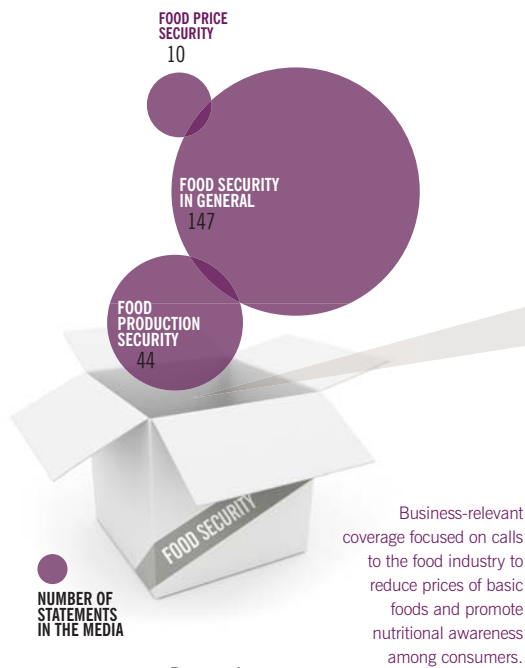 FOOD PRICE
SECURITY
10
FOOD SECURITY
IN GENERAL
147
FOOD
PRODUCTION
SECURITY
44
FOOD SECURITY
Business-relevant
coverage focused on calls
to the food industry to
reduce prices of basic
foods and promote
nutritional awareness
among consumers.
NUMBER OF
STATEMENTS
IN THE MEDIA